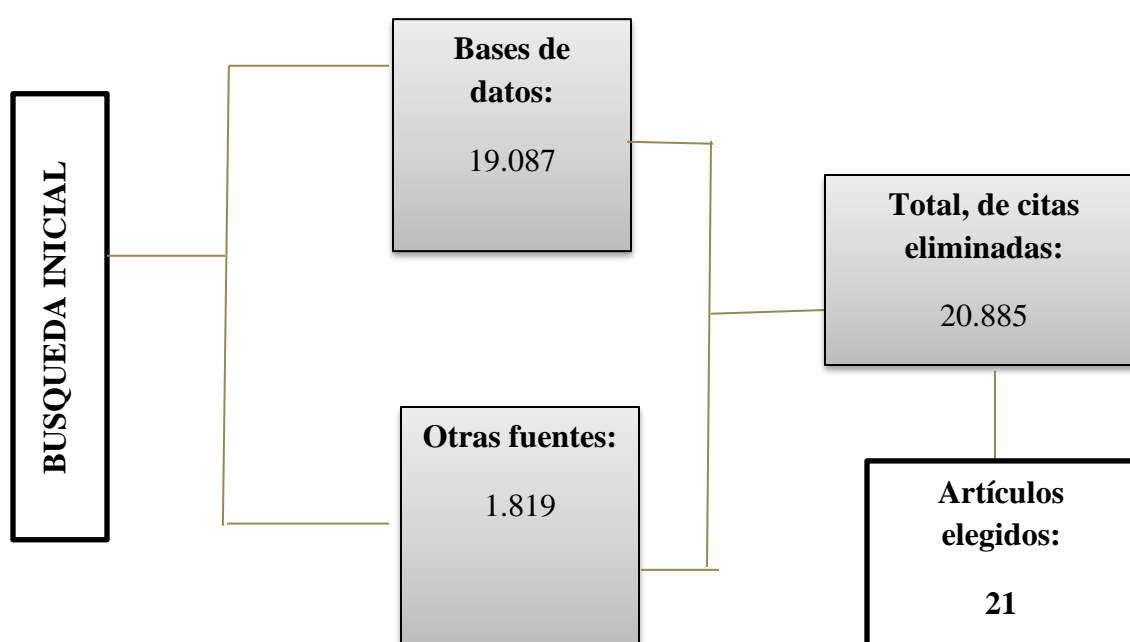 BUSQUEDA INICIAL
Bases de
datos:
19.087
Otras fuentes:
1.819
Total, de citas
eliminadas:
20.885
Artículos
elegidos:
21